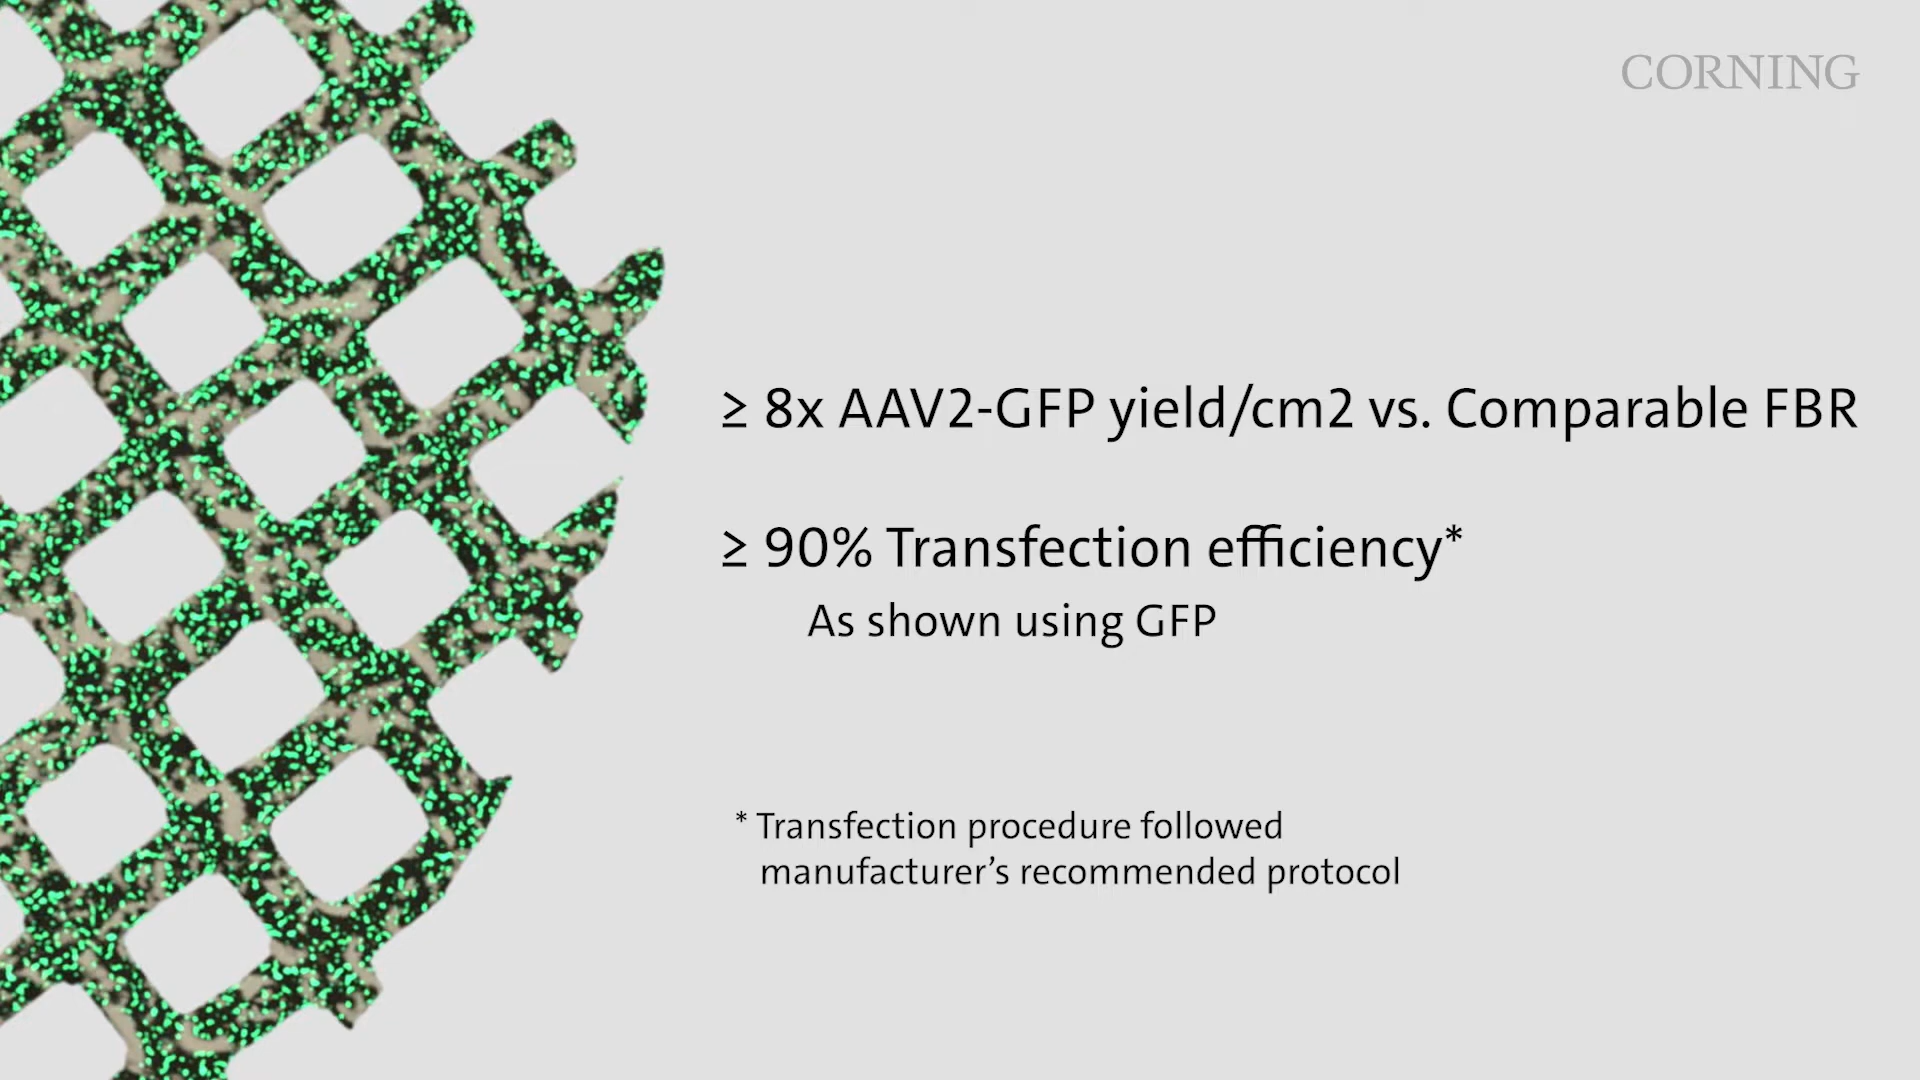 CORNING
≥ 8x AAV2-GFP yield/cm2 vs. Comparable FBR
≥ 90% Transfection efficiency*
As shown using GFP
* Transfection procedure followed
manufacturer’s recommended protocol